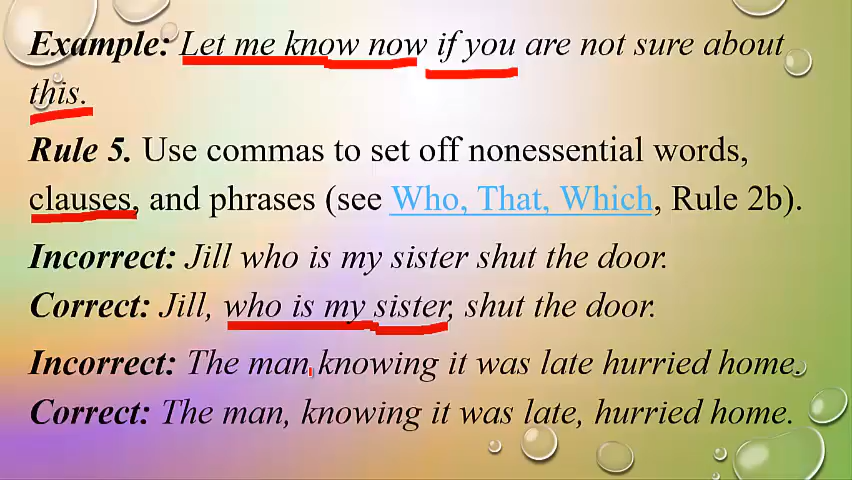 Example: Let me know now if you are not sure about
this.
Rule 5. Use commas to set off nonessential words,
clauses, and phrases (see Who, That, Which, Rule 2b).
Incorrect: Jill who is my sister shut the door.
Correct: Jill, who is my sister, shut the door.
Incorrect: The man knowing it was late hurried home.
Correct: The man, knowing it was late, hurried home.